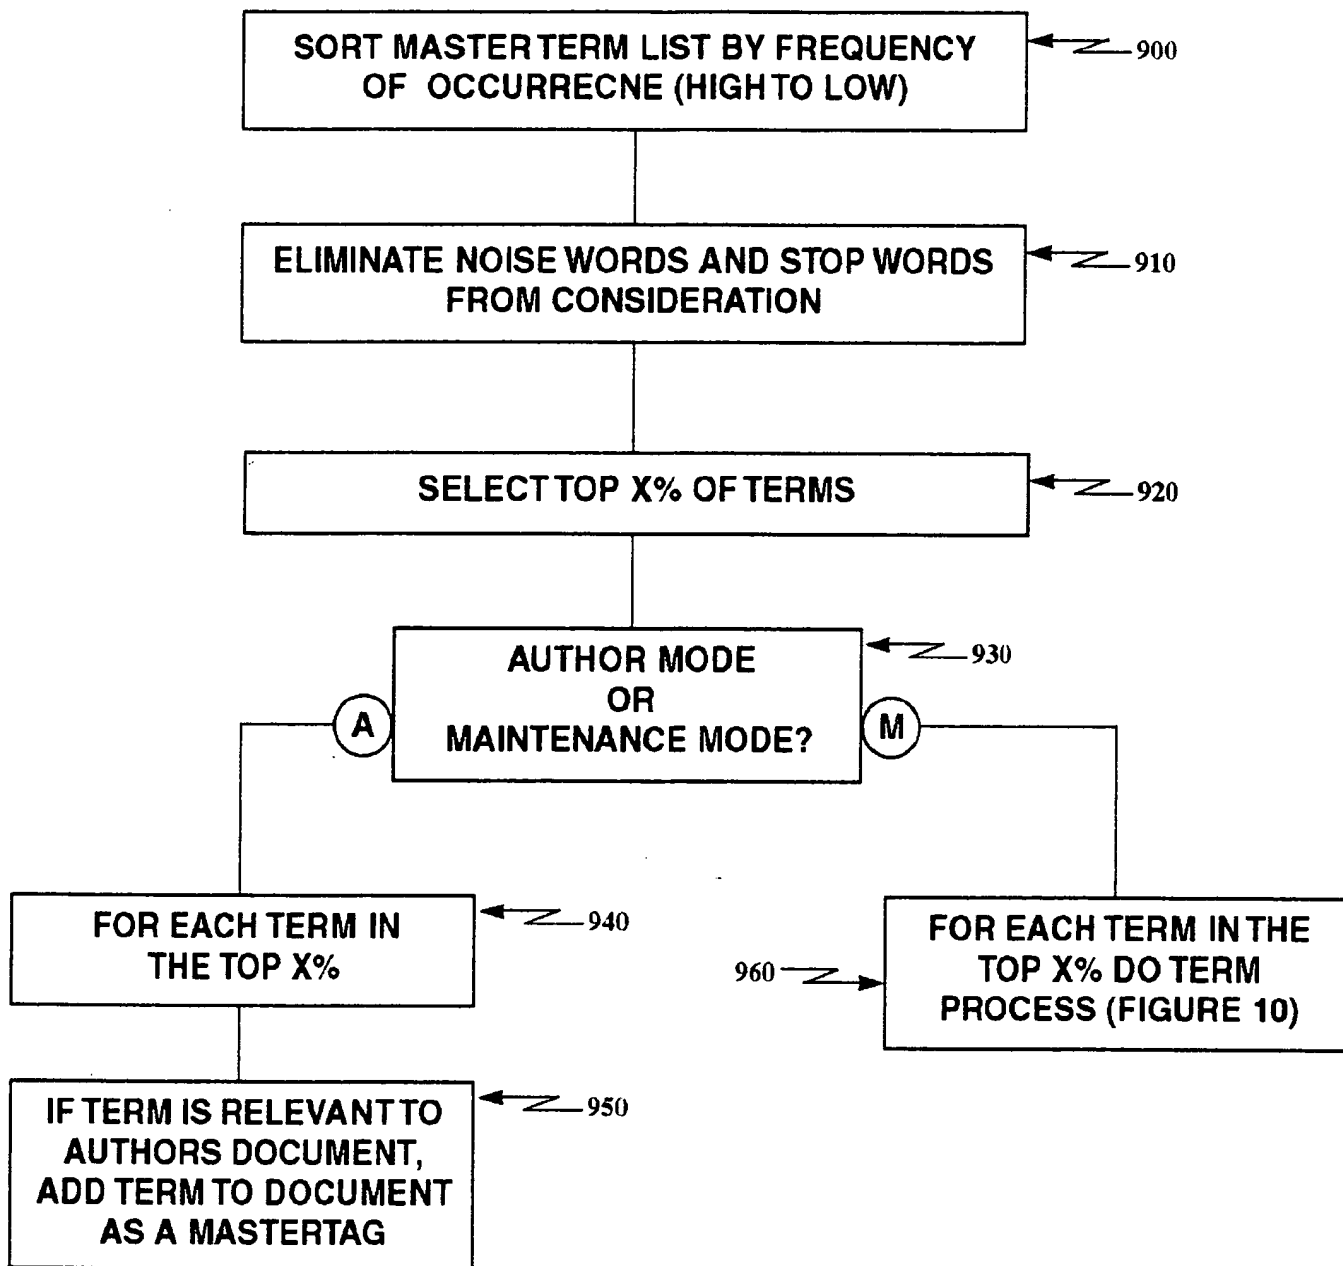 SORT MASTER TERM LIST BY FREQUENCY
OF OCCURRECNE (HIGH TO LOW)
900
ELIMINATE NOISE WORDS AND STOP WORDS
FROM CONSIDERATION
910
SELECT TOP X% OF TERMS
920
AUTHOR MODE
OR
MAINTENANCE MODE?
930
A
M
FOR EACH TERM IN
THE TOP X%
940
FOR EACH TERM IN THE
TOP X% DO TERM
PROCESS (FIGURE 10)
960
IF TERM IS RELEVANT TO
AUTHORS DOCUMENT,
ADD TERM TO DOCUMENT
AS A MASTERTAG
950